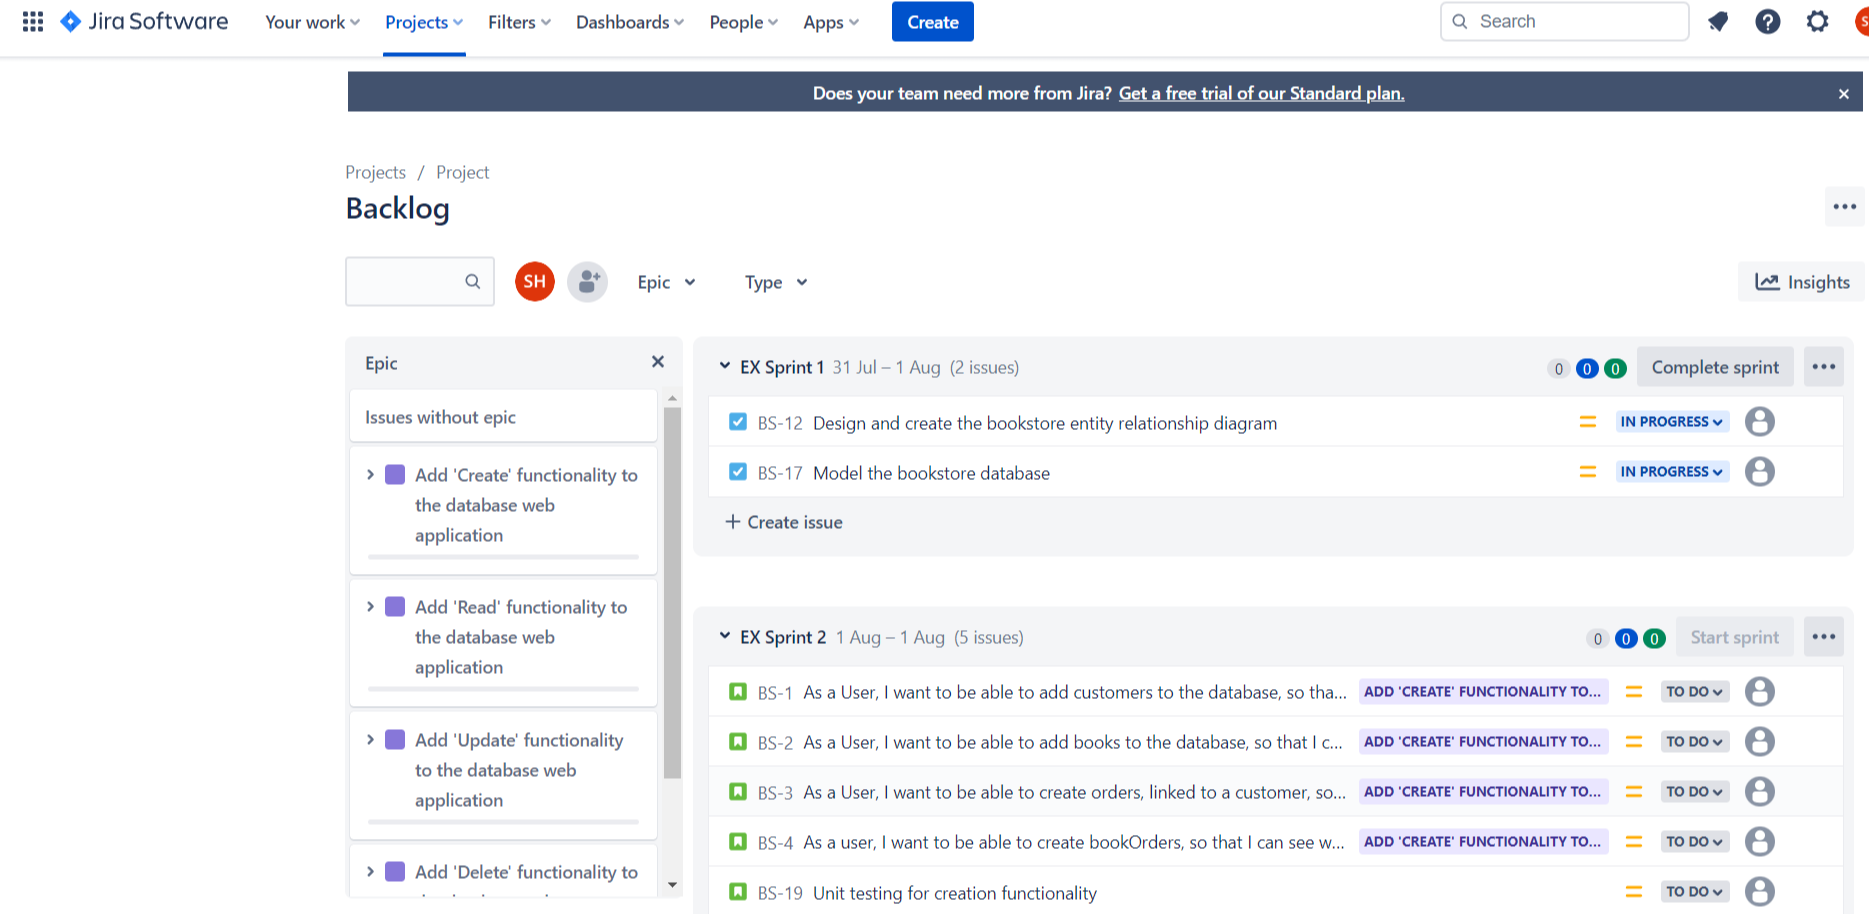 Jira Software Your work Projects Filters Dashboards People Apps Create Search
Does your team need more from Jira? Get a free trial of our Standard plan.
Projects / Project
Backlog
SH Epic Type Insights
Epic
Issues without epic
Add 'Create' functionality to
the database web
application
Add 'Read' functionality to
the database web
application
Add 'Update' functionality
to the database web
application
Add 'Delete' functionality to
EX Sprint 1 31 Jul – 1 Aug (2 issues) 0 0 0 Complete sprint
BS-12 Design and create the bookstore entity relationship diagram IN PROGRESS
BS-17 Model the bookstore database IN PROGRESS
+ Create issue
EX Sprint 2 1 Aug – 1 Aug (5 issues) 0 0 0 Start sprint
BS-1 As a User, I want to be able to add customers to the database, so tha... ADD 'CREATE' FUNCTIONALITY TO... TO DO
BS-2 As a User, I want to be able to add books to the database, so that I c... ADD 'CREATE' FUNCTIONALITY TO... TO DO
BS-3 As a User, I want to be able to create orders, linked to a customer, so... ADD 'CREATE' FUNCTIONALITY TO... TO DO
BS-4 As a user, I want to be able to create bookOrders, so that I can see w... ADD 'CREATE' FUNCTIONALITY TO... TO DO
BS-19 Unit testing for creation functionality TO DO